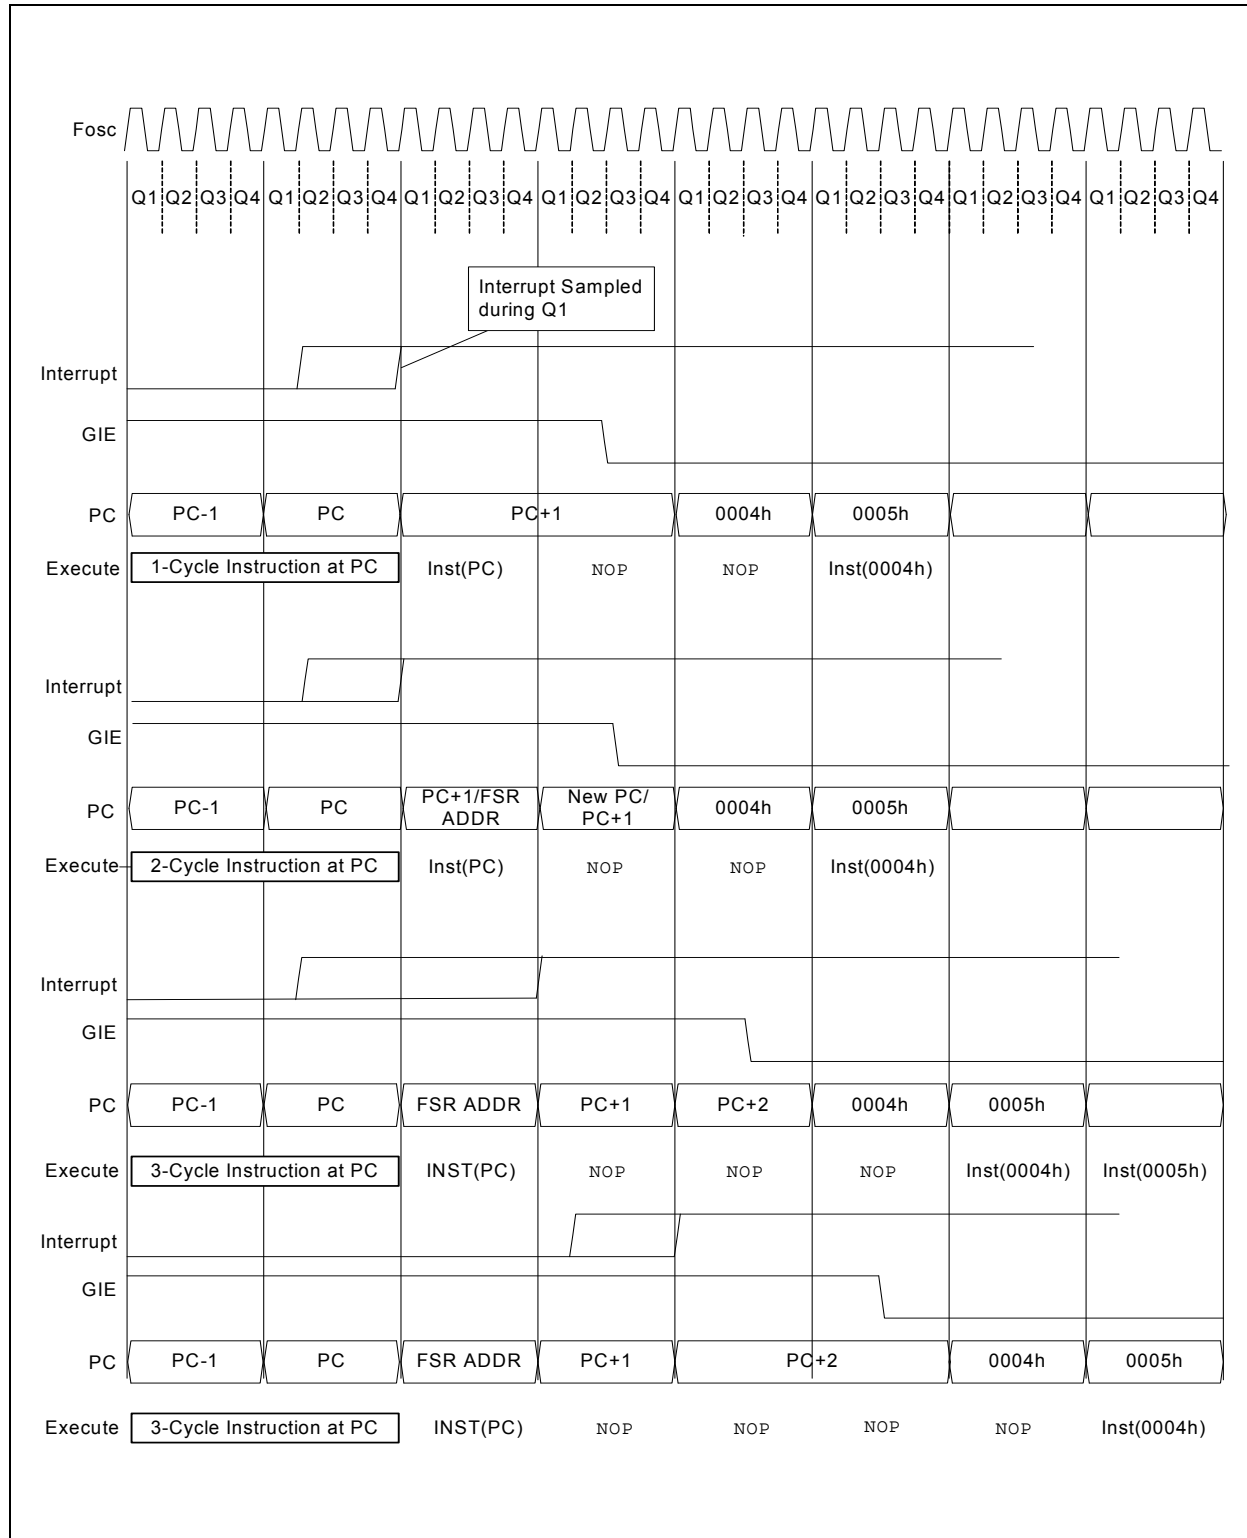 Fosc
Q1 Q2 Q3 Q4 Q1 Q2 Q3 Q4 Q1 Q2 Q3 Q4 Q1 Q2 Q3 Q4 Q1 Q2 Q3 Q4 Q1 Q2 Q3 Q4 Q1 Q2 Q3 Q4 Q1 Q2 Q3 Q4
Interrupt Sampled
during Q1
Interrupt
GIE
PC PC-1 PC PC+1 0004h 0005h
Execute 1-Cycle Instruction at PC Inst(PC) NOP NOP Inst(0004h)
Interrupt
GIE
PC PC-1 PC PC+1/FSR ADDR New PC/ PC+1 0004h 0005h
Execute 2-Cycle Instruction at PC Inst(PC) NOP NOP Inst(0004h)
Interrupt
GIE
PC PC-1 PC FSR ADDR PC+1 PC+2 0004h 0005h
Execute 3-Cycle Instruction at PC INST(PC) NOP NOP NOP Inst(0004h) Inst(0005h)
Interrupt
GIE
PC PC-1 PC FSR ADDR PC+1 PC+2 0004h 0005h
Execute 3-Cycle Instruction at PC INST(PC) NOP NOP NOP NOP Inst(0004h)